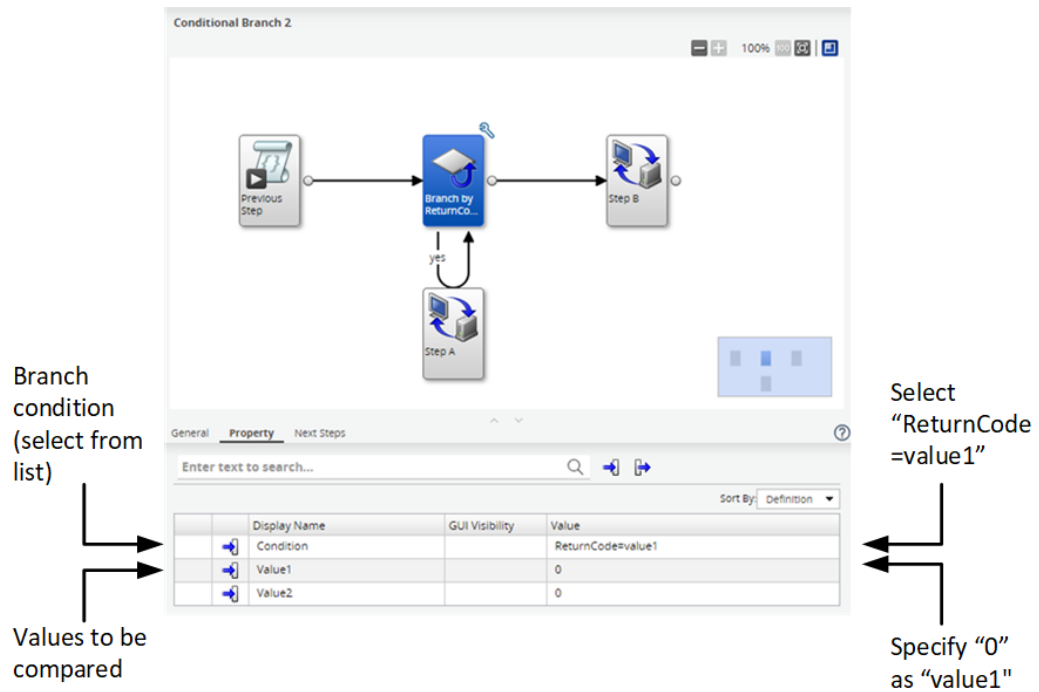 Conditional Branch 2
100%
100
Previous
Step
Branch by
ReturnCo...
Step B
yes
Step A
Branch
condition
(select from
list)
Select
“ReturnCode
=value1”
General Property Next Steps
?
Enter text to search...
Sort By: Definition
Display Name GUI Visibility Value
Condition ReturnCode=value1
Value1 0
Value2 0
Values to be
compared
Specify “0”
as “value1"